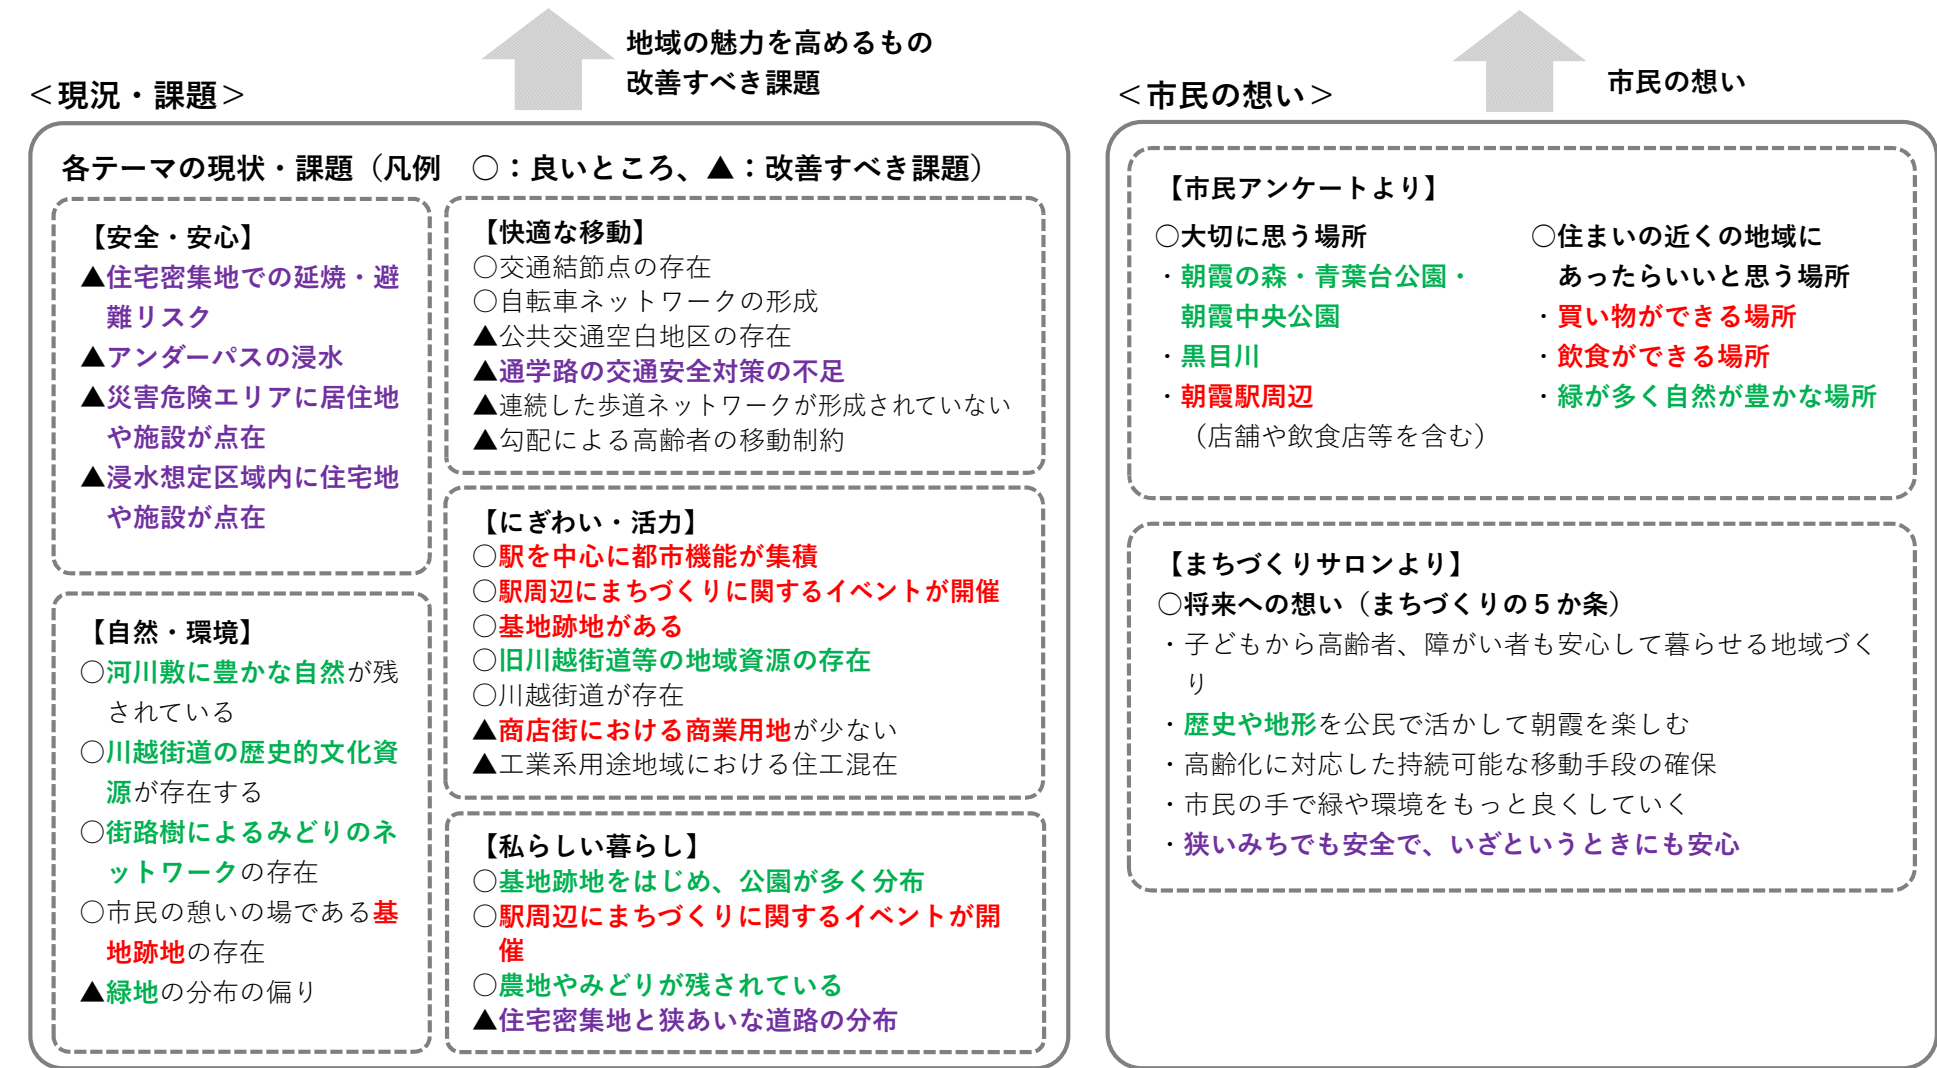 地域の魅力を高めるもの
改善すべき課題
＜現況・課題＞
各テーマの現状・課題（凡例　○：良いところ、▲：改善すべき課題）
【安全・安心】
▲住宅密集地での延焼・避
難リスク
▲アンダーパスの浸水
▲災害危険エリアに居住地
や施設が点在
▲浸水想定区域内に住宅地
や施設が点在
【自然・環境】
○河川敷に豊かな自然が残
されている
○川越街道の歴史的文化資
源が存在する
○街路樹によるみどりのネ
ットワークの存在
○市民の憩いの場である基
地跡地の存在
▲緑地の分布の偏り
【快適な移動】
○交通結節点の存在
○自転車ネットワークの形成
▲公共交通空白地区の存在
▲通学路の交通安全対策の不足
▲連続した歩道ネットワークが形成されていない
▲勾配による高齢者の移動制約
【にぎわい・活力】
○駅を中心に都市機能が集積
○駅周辺にまちづくりに関するイベントが開催
○基地跡地がある
○旧川越街道等の地域資源の存在
○川越街道が存在
▲商店街における商業用地が少ない
▲工業系用途地域における住工混在
【私らしい暮らし】
○基地跡地をはじめ、公園が多く分布
○駅周辺にまちづくりに関するイベントが開
催
○農地やみどりが残されている
▲住宅密集地と狭あいな道路の分布
市民の想い
＜市民の想い＞
【市民アンケートより】
○大切に思う場所
・朝霞の森・青葉台公園・
朝霞中央公園
・黒目川
・朝霞駅周辺
（店舗や飲食店等を含む）
○住まいの近くの地域に
あったらいいと思う場所
・買い物ができる場所
・飲食ができる場所
・緑が多く自然が豊かな場所
【まちづくりサロンより】
○将来への想い（まちづくりの５か条）
・子どもから高齢者、障がい者も安心して暮らせる地域づく
り
・歴史や地形を公民で活かして朝霞を楽しむ
・高齢化に対応した持続可能な移動手段の確保
・市民の手で緑や環境をもっと良くしていく
・狭いみちでも安全で、いざというときにも安心